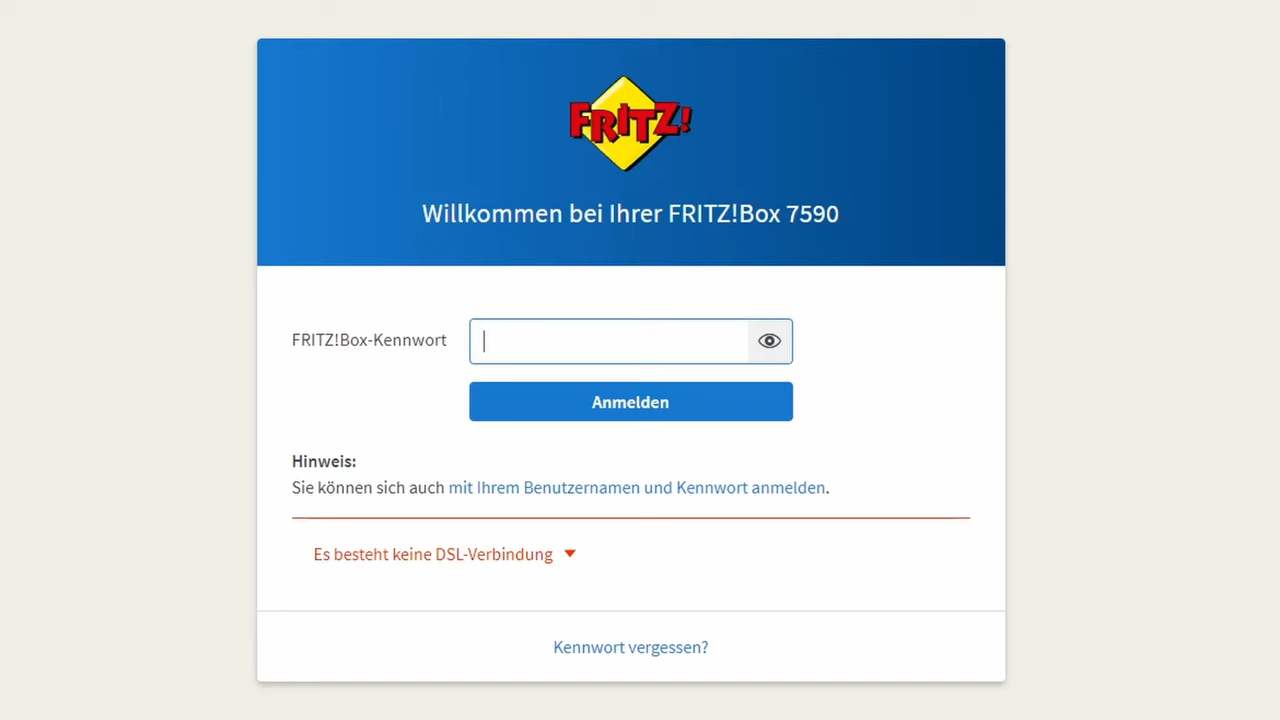 FRITZ!
Willkommen bei Ihrer FRITZ!Box 7590
FRITZ!Box-Kennwort
Anmelden
Hinweis:
Sie können sich auch mit Ihrem Benutzernamen und Kennwort anmelden.
Es besteht keine DSL-Verbindung
Kennwort vergessen?